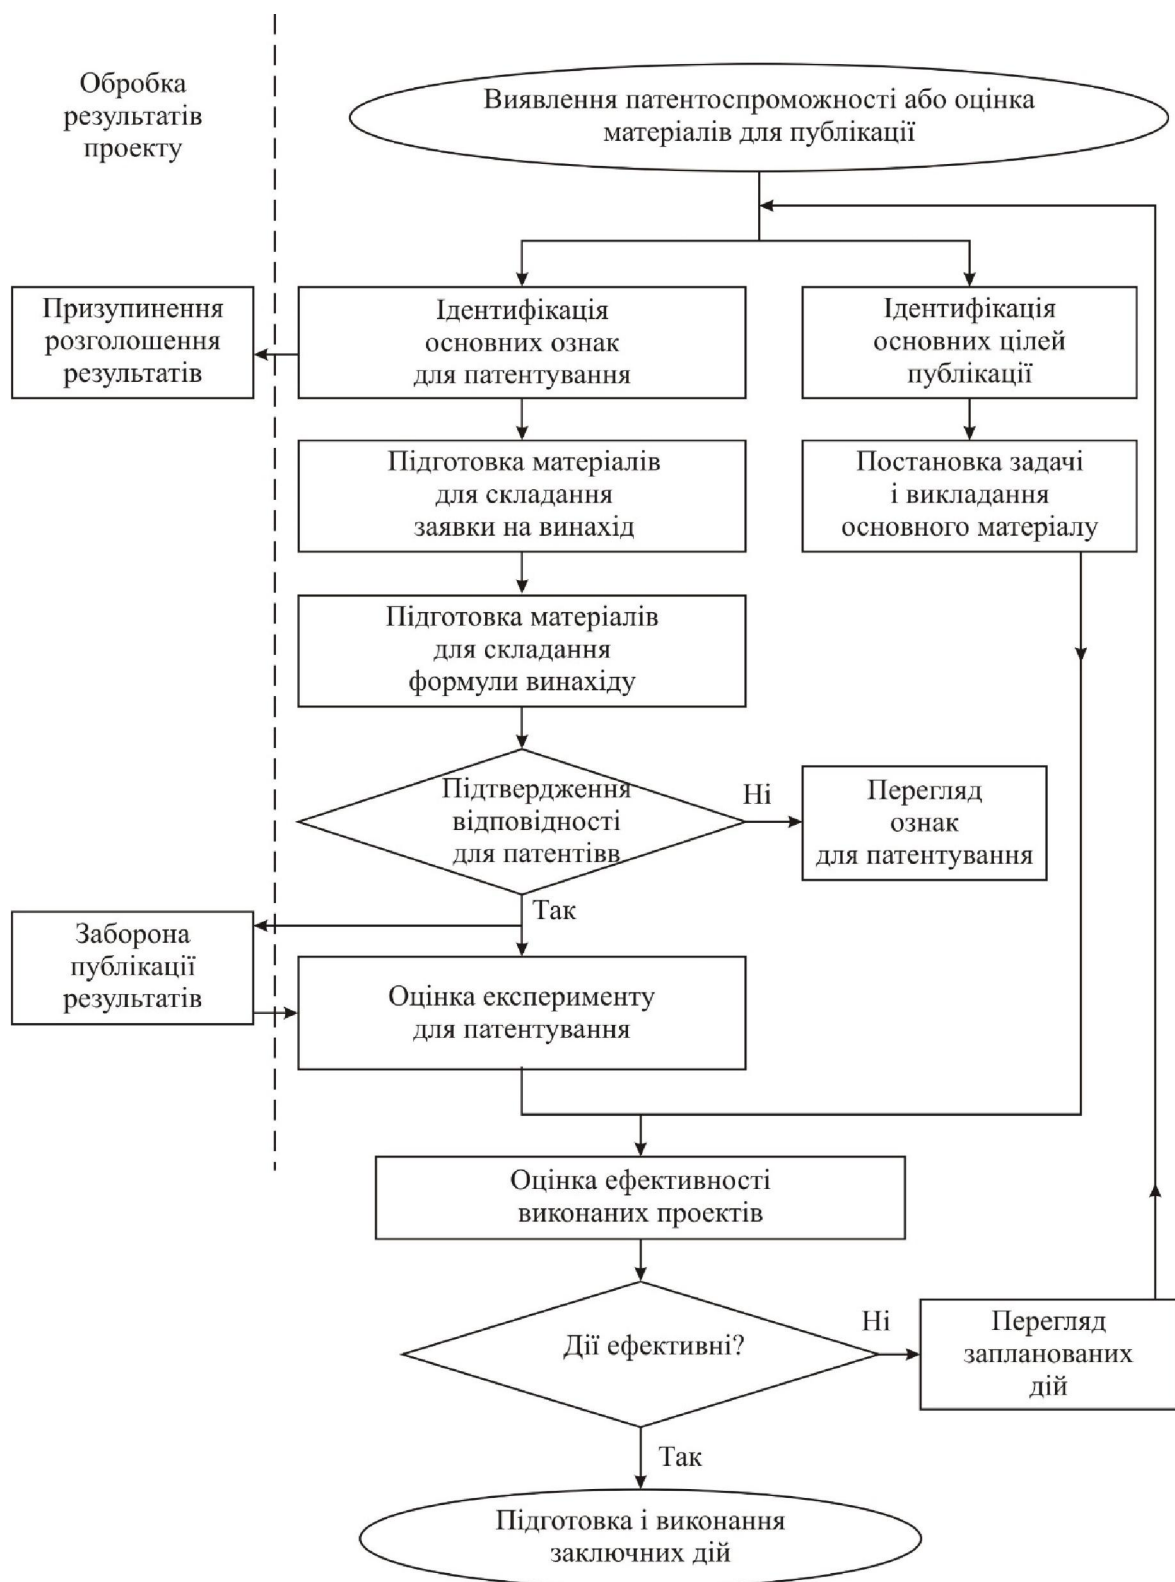 Обробка
результатів
проекту
Виявлення патентоспроможності або оцінка
матеріалів для публікації
Призупинення
розголошення
результатів
Ідентифікація
основних ознак
для патентування
Ідентифікація
основних цілей
публікації
Підготовка матеріалів
для складання
заявки на винахід
Постановка задачі
і викладання
основного матеріалу
Підготовка матеріалів
для складання
формули винахіду
Підтвердження
відповідності
для патентівв
Ні
Перегляд
ознак
для патентування
Так
Заборона
публікації
результатів
Оцінка експерименту
для патентування
Оцінка ефективності
виконаних проектів
Дії ефективні?
Ні
Перегляд
запланованих
дій
Так
Підготовка і виконання
заключних дій